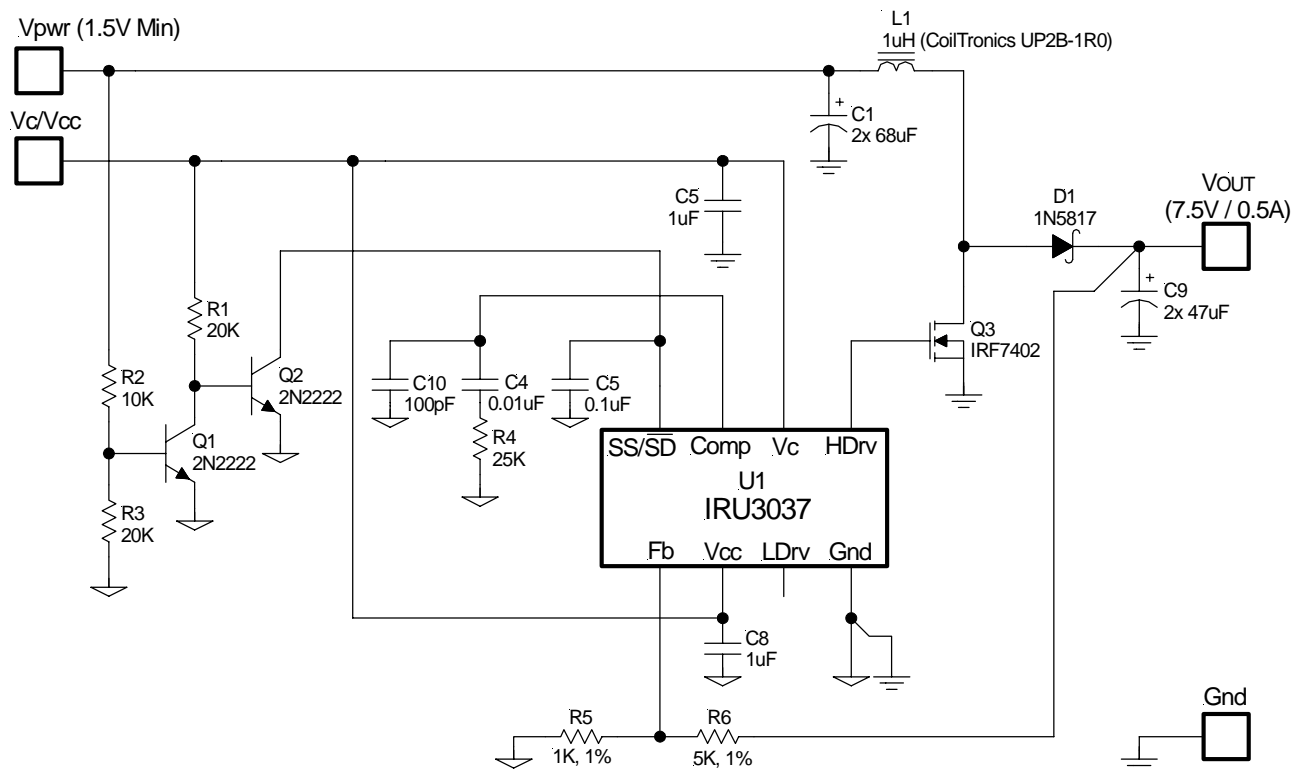 Vpwr (1.5V Min)
L1
1uH (CoilTronics UP2B-1R0)
Vc/Vcc
C1
2x 68uF
C5
1uF
D1
1N5817
VOUT
(7.5V / 0.5A)
C9
2x 47uF
R1
20K
Q3
IRF7402
R2
10K
Q2
2N2222
C10
100pF
C4
0.01uF
C5
0.1uF
Q1
2N2222
R4
25K
SS/SD
Comp
Vc
HDrv
U1
IRU3037
R3
20K
Fb
Vcc
LDrv
Gnd
C8
1uF
R5
1K, 1%
R6
5K, 1%
Gnd